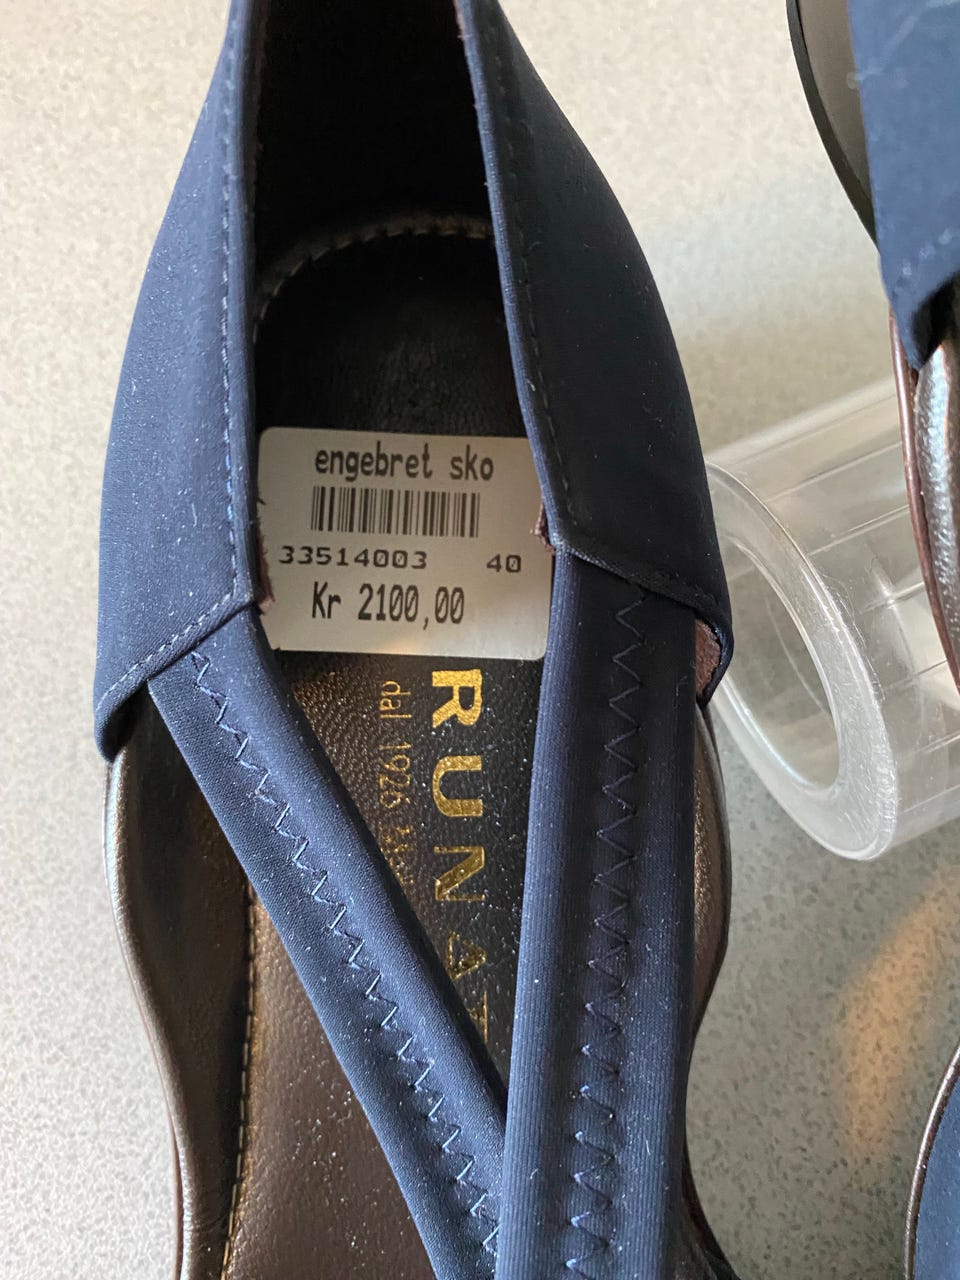 engebret sko
33514003 40
Kr 2100,00
RUNA
dal 1926